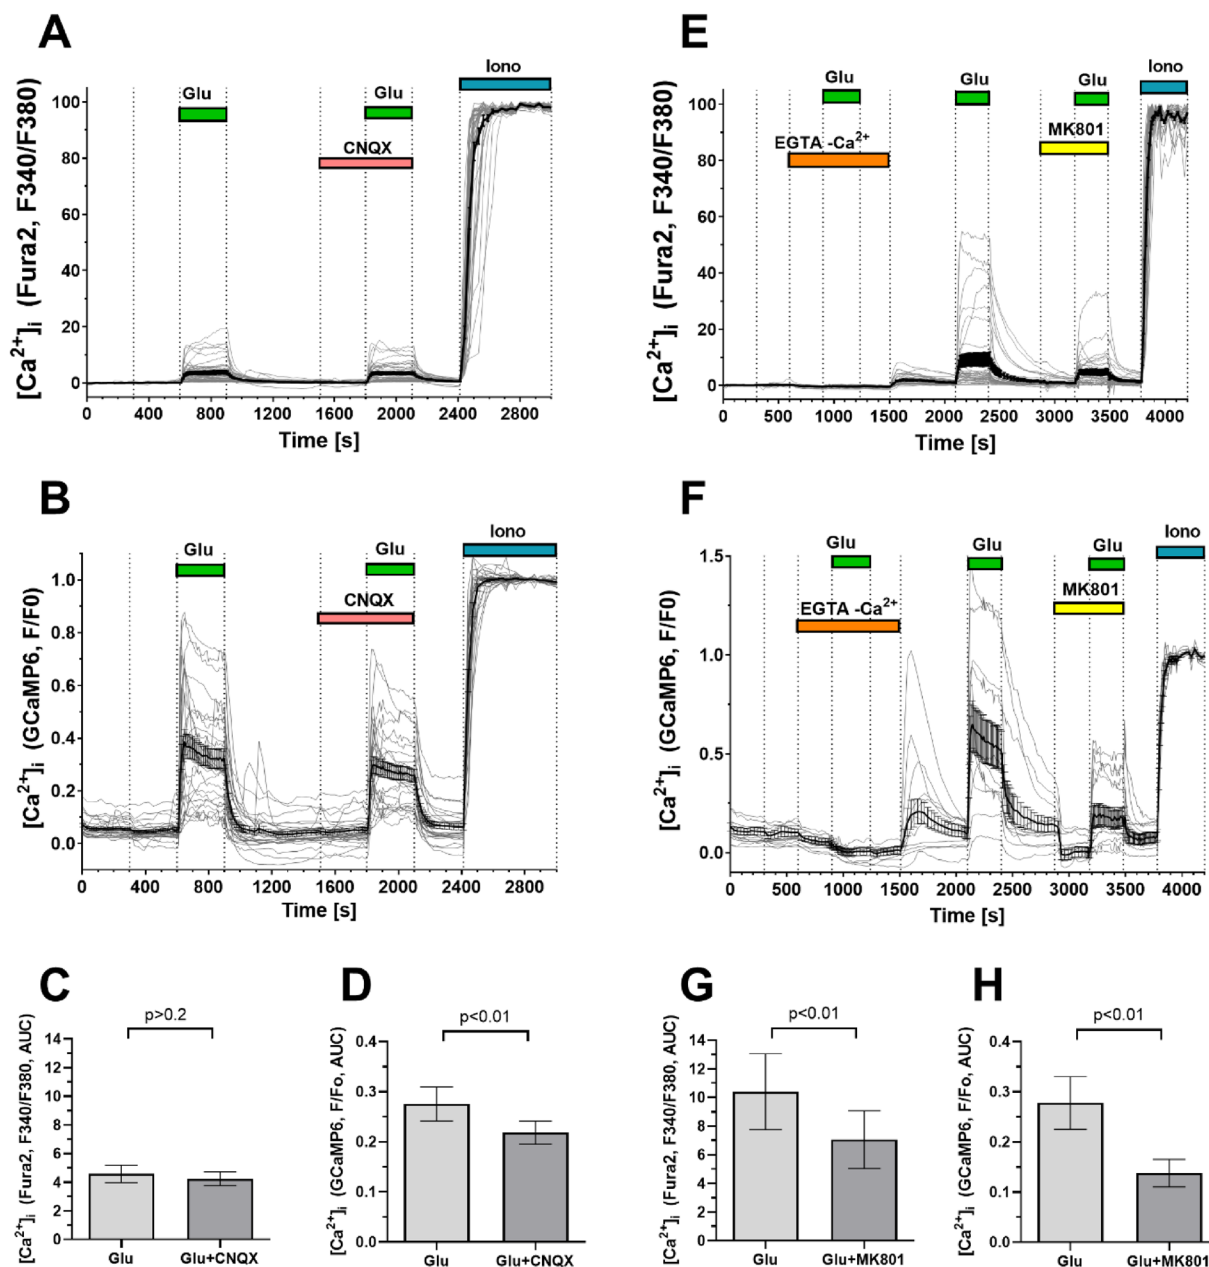 A
[Ca²⁺]ᵢ (Fura2, F340/F380)
Glu
Glu
Iono
CNQX
100
80
60
40
20
0
0 400 800 1200 1600 2000 2400 2800
Time [s]
E
[Ca²⁺]ᵢ (Fura2, F340/F380)
Glu
Glu
Glu
Iono
EGTA -Ca²⁺
MK801
100
80
60
40
20
0
0 500 1000 1500 2000 2500 3000 3500 4000
Time [s]
B
[Ca²⁺]ᵢ (GCaMP6, F/F0)
Glu
Glu
Iono
CNQX
1.0
0.8
0.6
0.4
0.2
0.0
0 400 800 1200 1600 2000 2400 2800
Time [s]
F
[Ca²⁺]ᵢ (GCaMP6, F/F0)
Glu
Glu
Glu
Iono
EGTA -Ca²⁺
MK801
1.5
1.0
0.5
0.0
0 500 1000 1500 2000 2500 3000 3500 4000
Time [s]
C
[Ca²⁺]ᵢ (Fura2, F340/F380, AUC)
p>0.2
14
12
10
8
6
4
2
0
Glu Glu+CNQX
D
[Ca²⁺]ᵢ (GCaMP6, F/Fo, AUC)
p<0.01
0.4
0.3
0.2
0.1
0.0
Glu Glu+CNQX
G
[Ca²⁺]ᵢ (Fura2, F340/F380, AUC)
p<0.01
14
12
10
8
6
4
2
0
Glu Glu+MK801
H
[Ca²⁺]ᵢ (GCaMP6, F/Fo, AUC)
p<0.01
0.4
0.3
0.2
0.1
0.0
Glu Glu+MK801